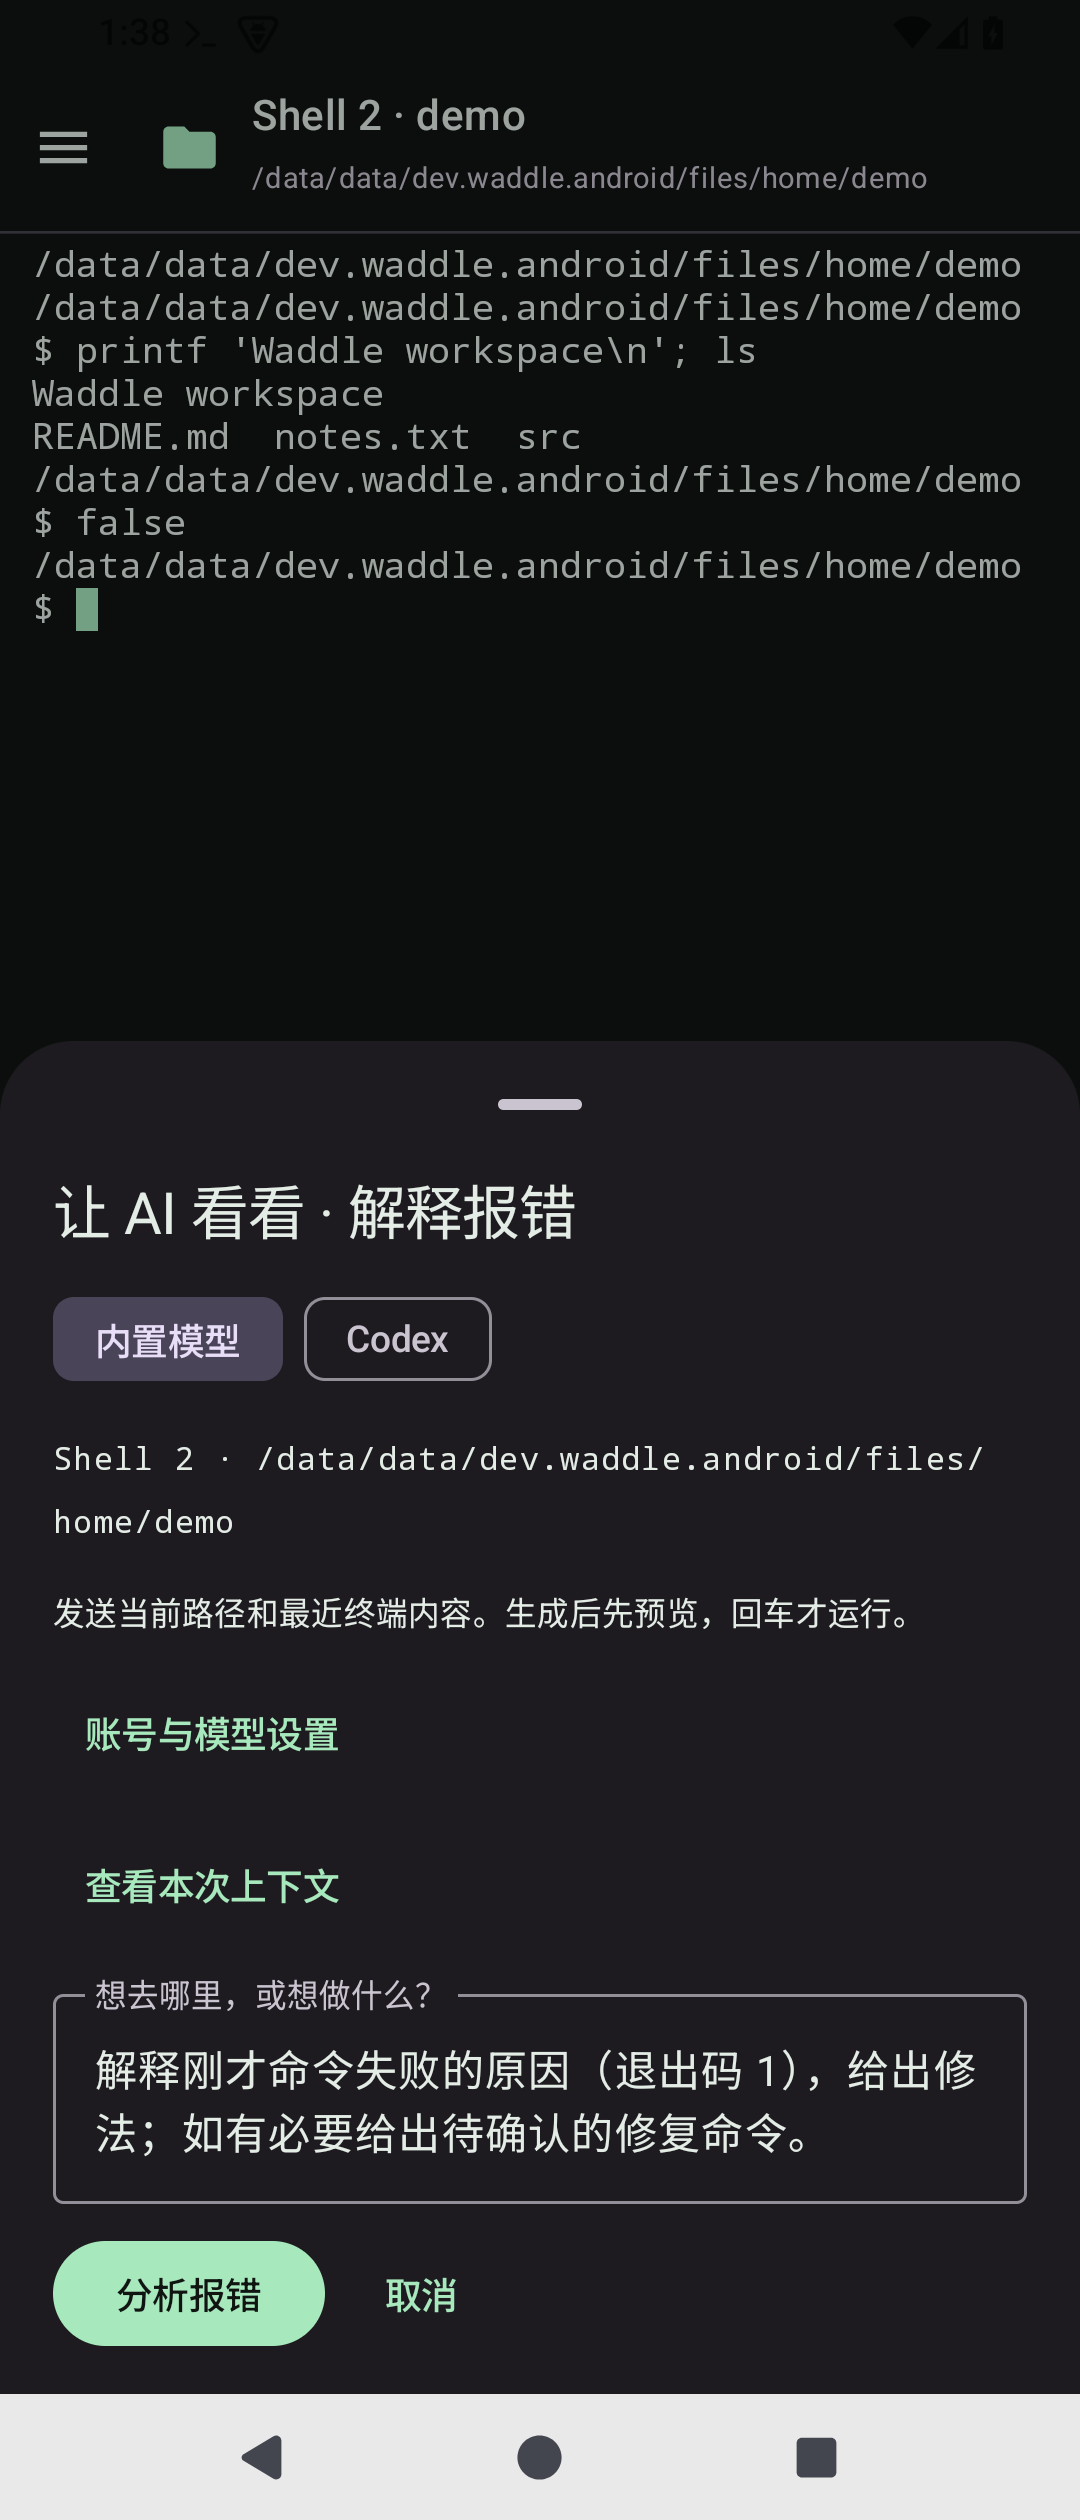 1:38
Shell 2 · demo
/data/data/dev.waddle.android/files/home/demo
/data/data/dev.waddle.android/files/home/demo
/data/data/dev.waddle.android/files/home/demo
$ printf 'Waddle workspace\n'; ls
Waddle workspace
README.md  notes.txt  src
/data/data/dev.waddle.android/files/home/demo
$ false
/data/data/dev.waddle.android/files/home/demo
$
让 AI 看看 · 解释报错
内置模型 Codex
Shell 2 · /data/data/dev.waddle.android/files/
home/demo
发送当前路径和最近终端内容。生成后先预览，回车才运行。
账号与模型设置
查看本次上下文
想去哪里，或想做什么？
解释刚才命令失败的原因（退出码 1），给出修
法；如有必要给出待确认的修复命令。
分析报错 取消